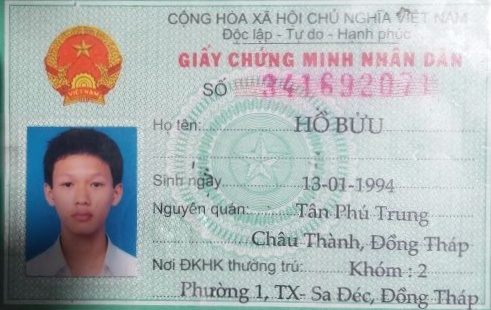 CỘNG HÒA XÃ HỘI CHỦ NGHĨA VIỆT NAM
Độc lập - Tự do - Hạnh phúc
GIẤY CHỨNG MINH NHÂN DÂN
SỐ 341692071
Họ tên: HỒ BỬU
Sinh ngày 13-01-1994
Nguyên quán: Tân Phú Trung
Châu Thành, Đồng Tháp
Nơi ĐKHK thường trú: Khóm : 2
Phường 1, TX- Sa Đéc, Đồng Tháp
VIỆT NAM